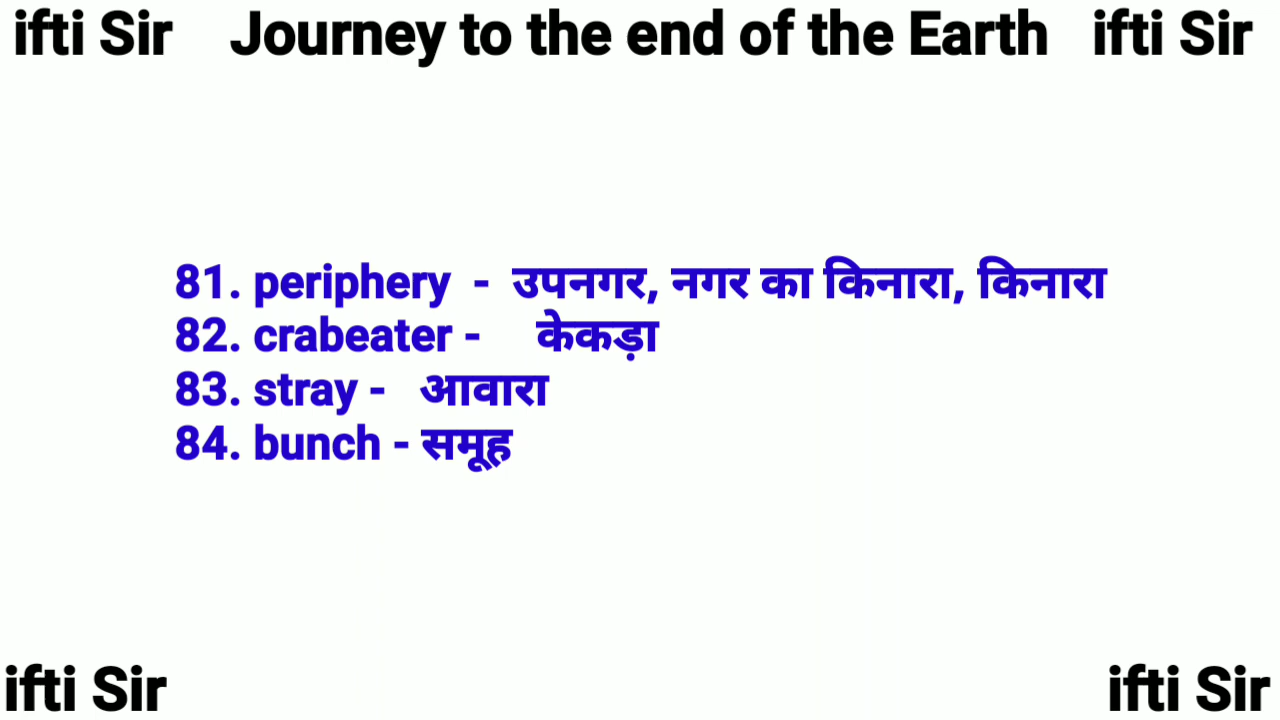 ifti Sir Journey to the end of the Earth ifti Sir
81. periphery - उपनगर, नगर का किनारा, किनारा
82. crabeater - केकड़ा
83. stray - आवारा
84. bunch - समूह
ifti Sir ifti Sir